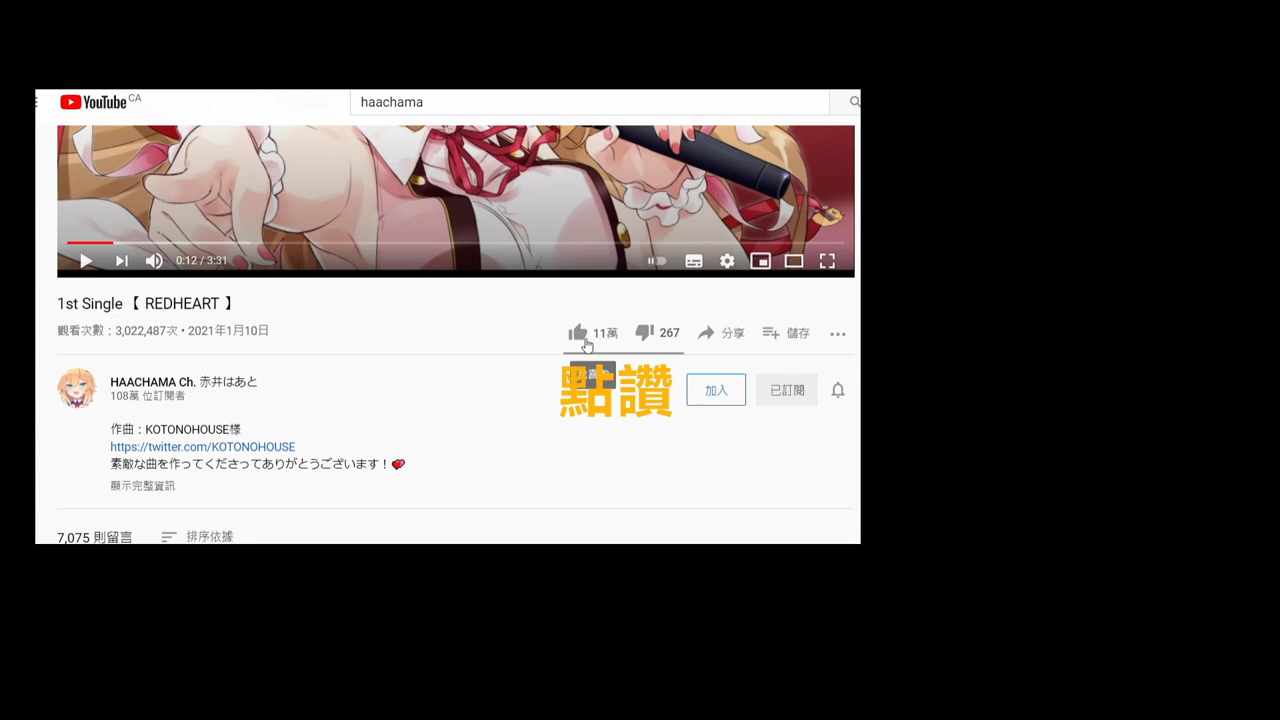 YouTube CA
haachama
0:12 / 3:31
1st Single 【 REDHEART 】
觀看次數：3,022,487次 • 2021年1月10日
11萬
267
分享
儲存
點讚
HAACHAMA Ch. 赤井はあと
108萬 位訂閱者
加入
已訂閱
作曲：KOTONOHOUSE様
https://twitter.com/KOTONOHOUSE
素敵な曲を作ってくださってありがとうございます！
顯示完整資訊
7,075 則留言
排序依據